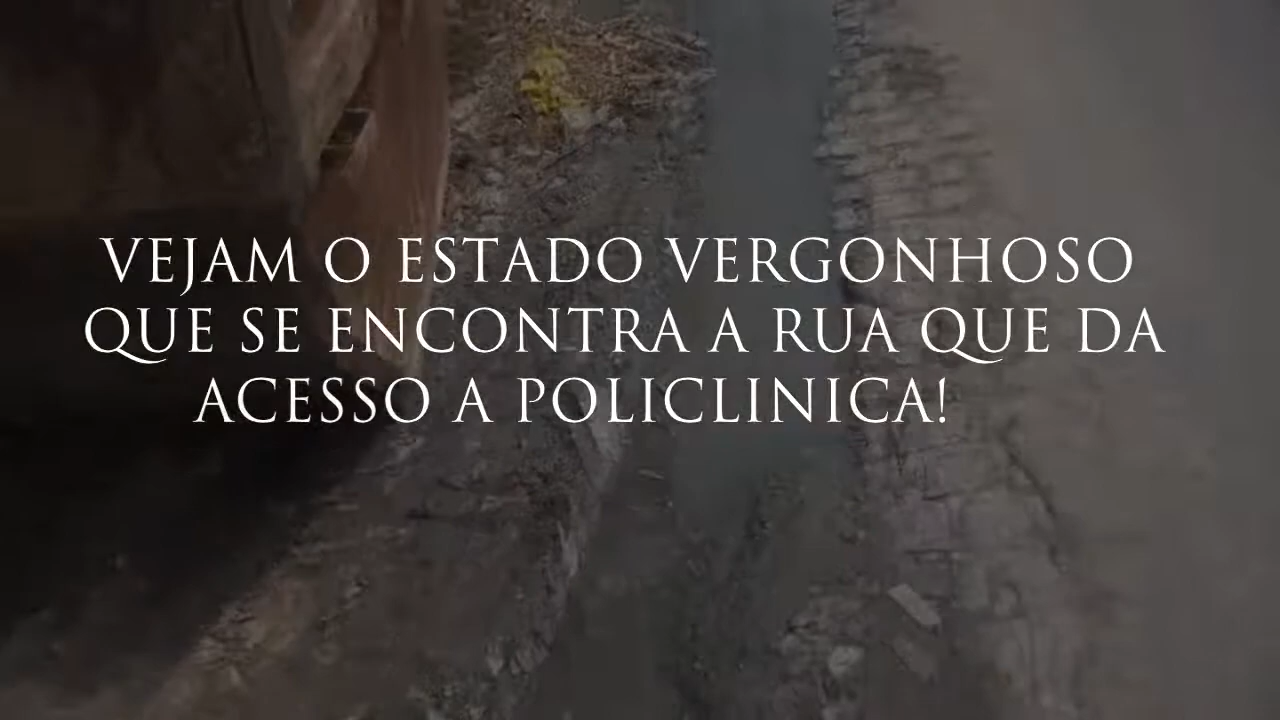 VEJAM O ESTADO VERGONHOSO
QUE SE ENCONTRA A RUA QUE DA
ACESSO A POLICLINICA!